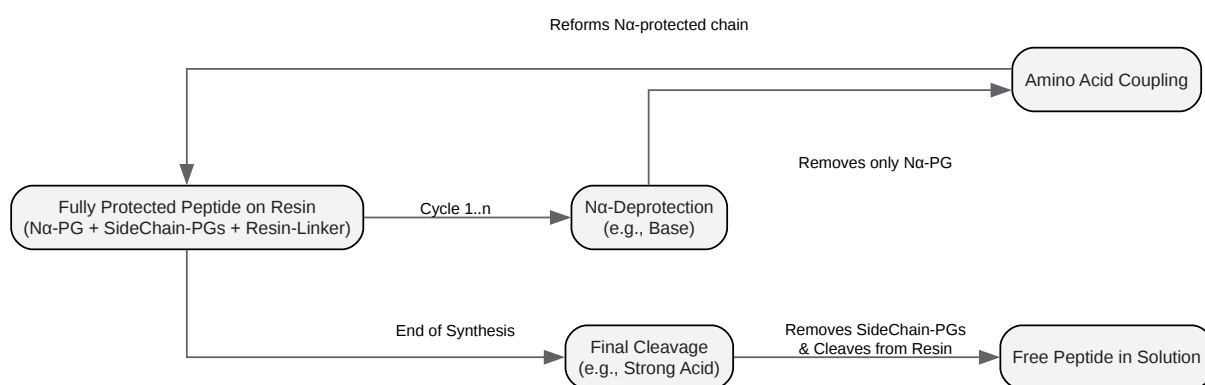 Reforms Nα-protected chain
Amino Acid Coupling
Removes only Nα-PG
Fully Protected Peptide on Resin
(Nα-PG + SideChain-PGs + Resin-Linker)
Cycle 1..n
Nα-Deprotection
(e.g., Base)
End of Synthesis
Final Cleavage
(e.g., Strong Acid)
Removes SideChain-PGs
& Cleaves from Resin
Free Peptide in Solution